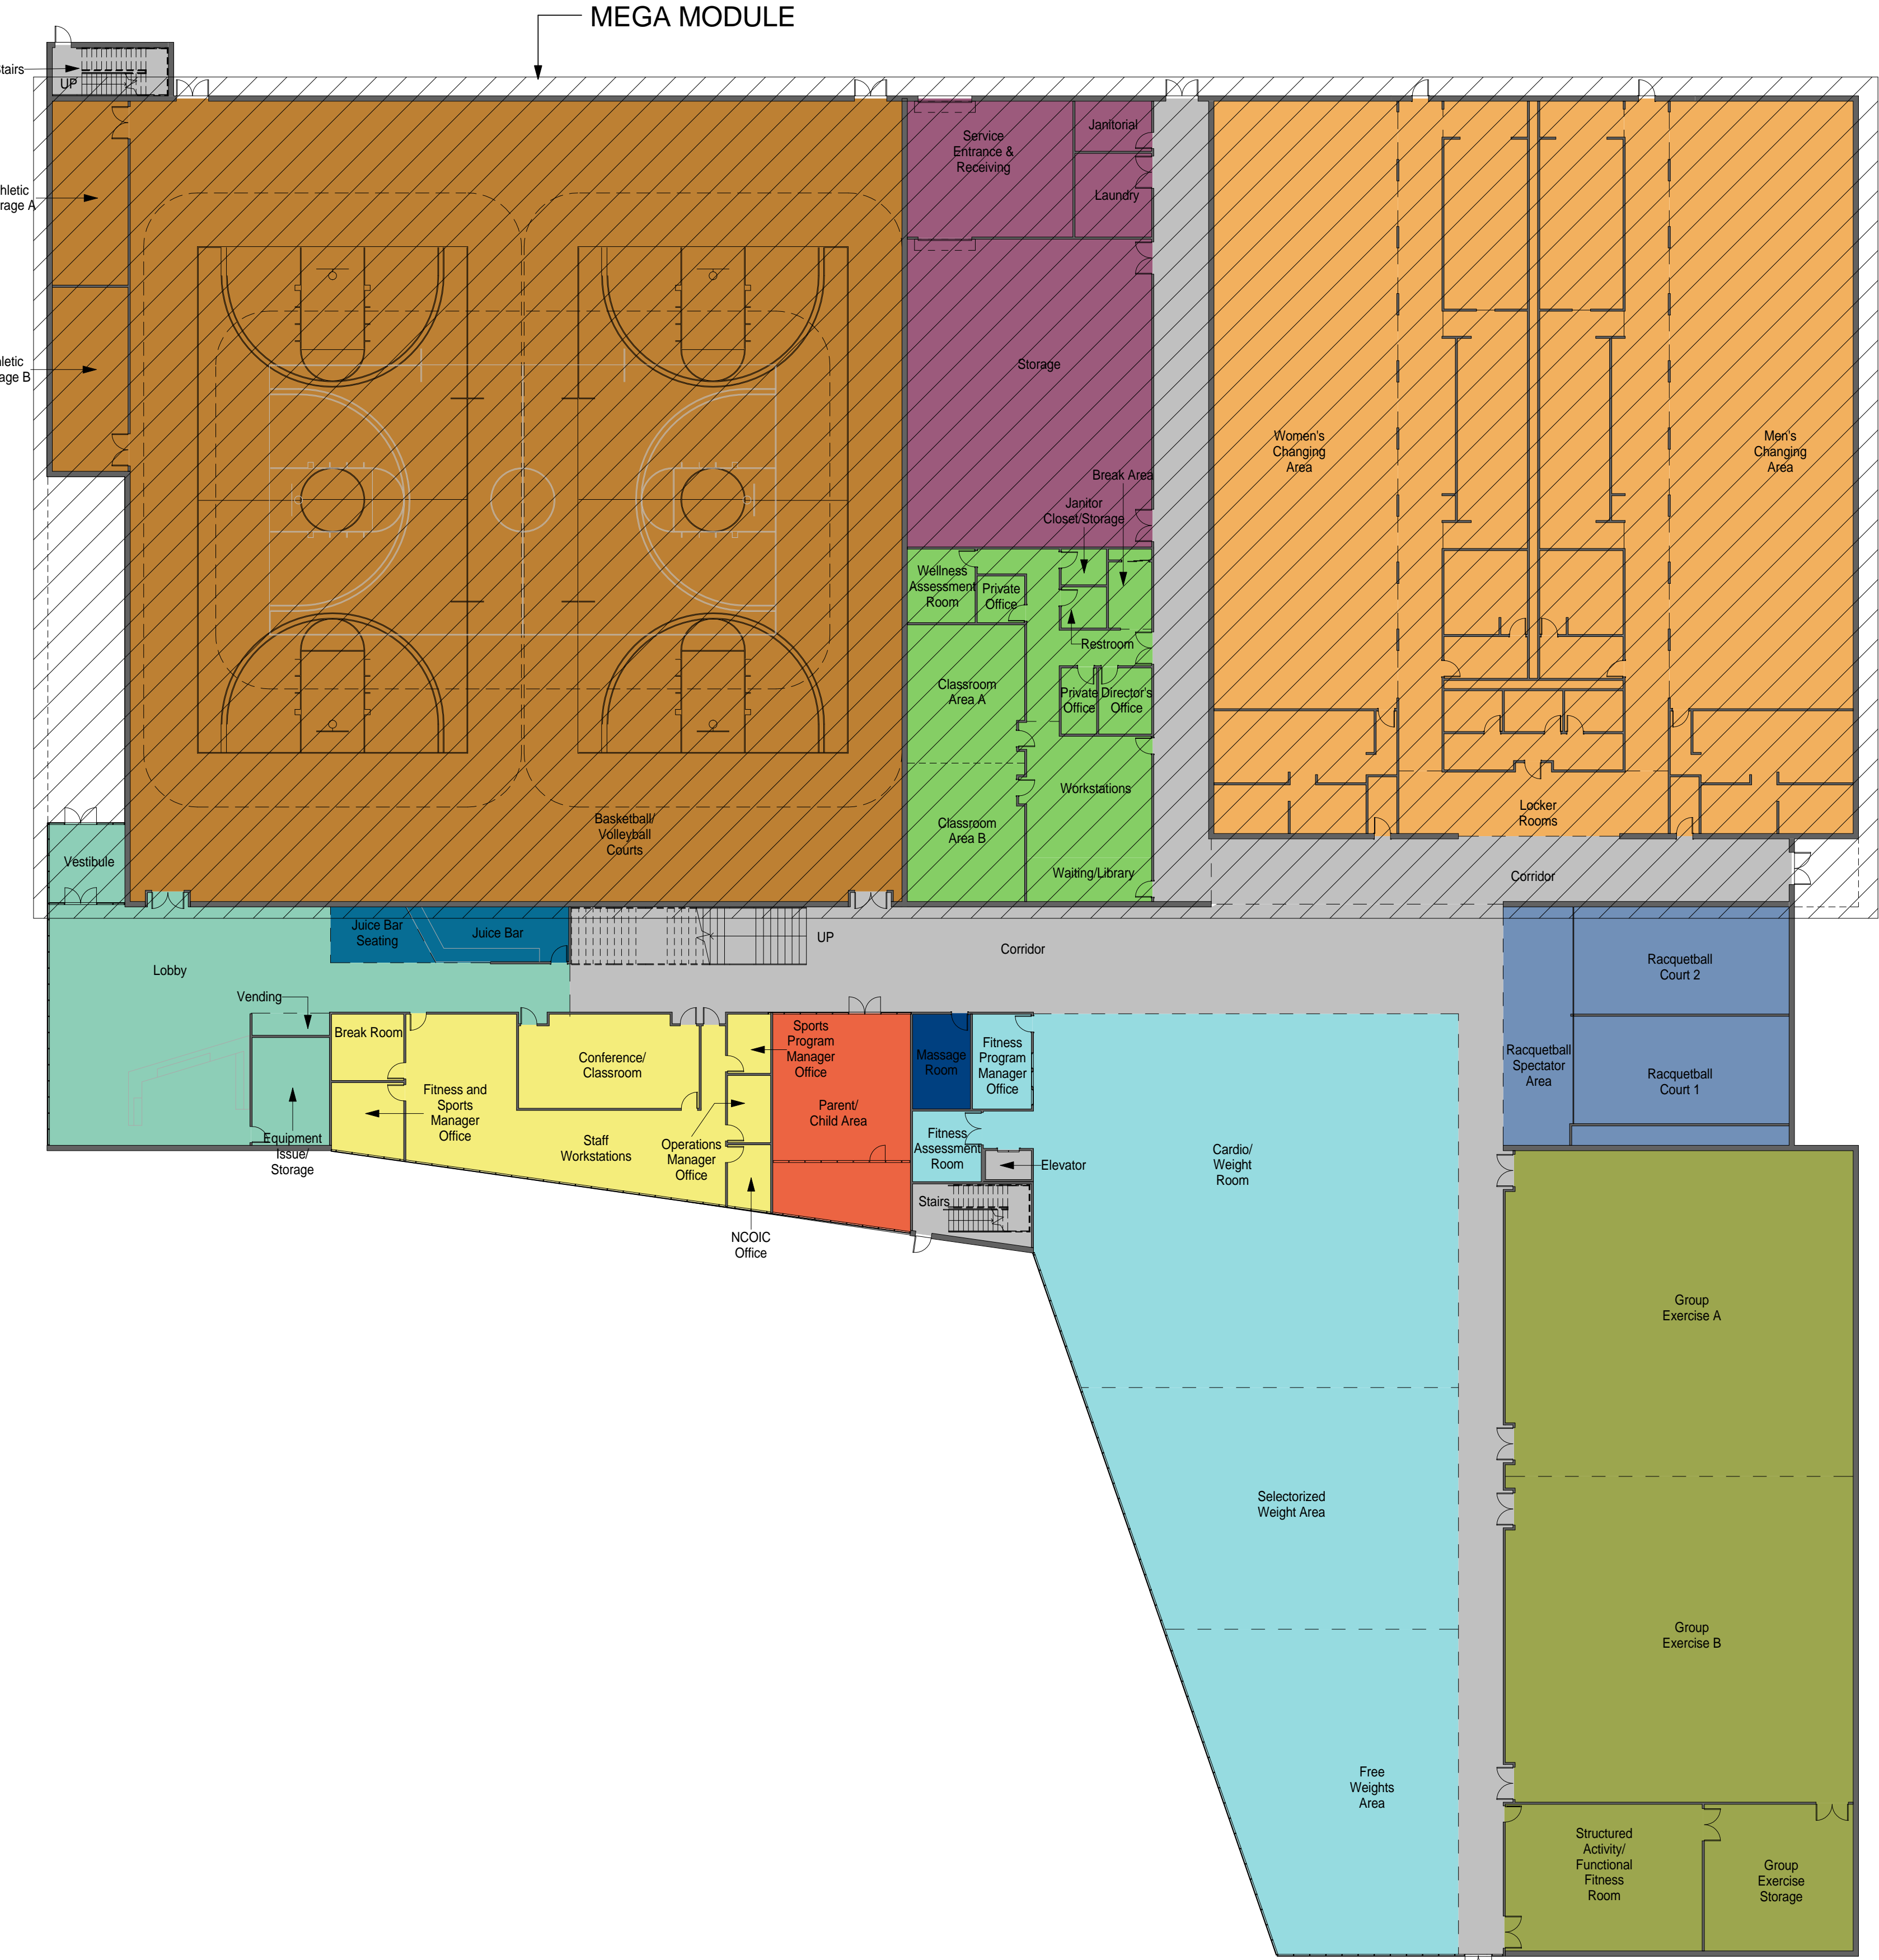 MEGA MODULE
UP
Service
Entrance &
Receiving
Janitorial
Laundry
Storage
Women's
Changing
Area
Men's
Changing
Area
Break Area
Janitor
Closet/Storage
Wellness
Assessment
Room
Private
Office
Restroom
Classroom
Area A
Private
Office
Director's
Office
Workstations
Classroom
Area B
Waiting/Library
Locker
Rooms
Basketball/
Volleyball
Courts
Vestibule
Corridor
Juice Bar
Seating
Juice Bar
UP
Corridor
Lobby
Vending
Racquetball
Court 2
Break Room
Conference/
Classroom
Sports
Program
Manager
Office
Massage
Room
Fitness
Program
Manager
Office
Racquetball
Spectator
Area
Racquetball
Court 1
Fitness and
Sports
Manager
Office
Parent/
Child Area
Equipment
Issue/
Storage
Staff
Workstations
Operations
Manager
Office
Fitness
Assessment
Room
Elevator
Cardio/
Weight
Room
Stairs
NCOIC
Office
Group
Exercise A
Selectorized
Weight Area
Group
Exercise B
Free
Weights
Area
Structured
Activity/
Functional
Fitness
Room
Group
Exercise
Storage